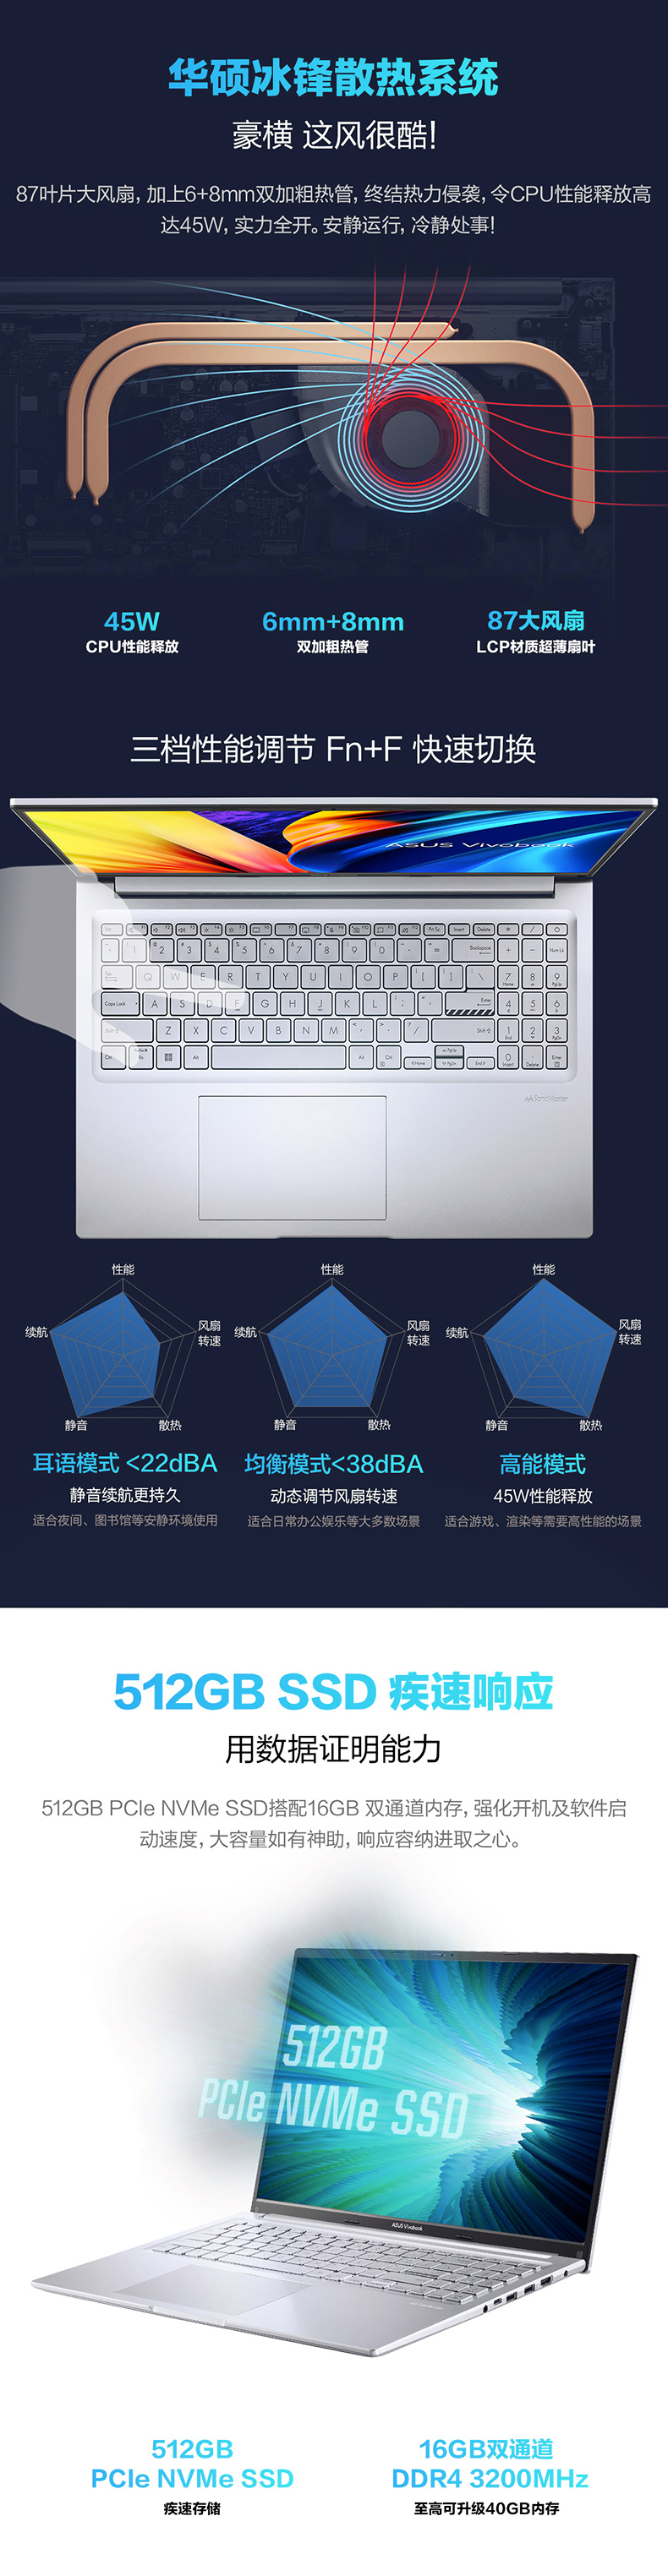 华硕冰锋散热系统
豪横 这风很酷!
87叶片大风扇, 加上6+8mm双加粗热管, 终结热力侵袭, 令CPU性能释放高
达45W, 实力全开。安静运行, 冷静处事!
45W
CPU性能释放
6mm+8mm
双加粗热管
87大风扇
LCP材质超薄扇叶
三档性能调节 Fn+F 快速切换
ASUS Vivobook
Backspace
Q W E R T Y U I O P
Caps Lock A S D F G H J K L Enter
Z X C V B N M Shift
性能
风扇
转速
散热
静音
续航
耳语模式 <22dBA
静音续航更持久
适合夜间、图书馆等安静环境使用
性能
风扇
转速
散热
静音
续航
均衡模式<38dBA
动态调节风扇转速
适合日常办公娱乐等大多数场景
性能
风扇
转速
散热
静音
续航
高能模式
45W性能释放
适合游戏、渲染等需要高性能的场景
512GB SSD 疾速响应
用数据证明能力
512GB PCIe NVMe SSD搭配16GB 双通道内存, 强化开机及软件启
动速度, 大容量如有神助, 响应容纳进取之心。
512GB
PCIe NVMe SSD
ASUS Vivobook
512GB
PCIe NVMe SSD
疾速存储
16GB双通道
DDR4 3200MHz
至高可升级40GB内存